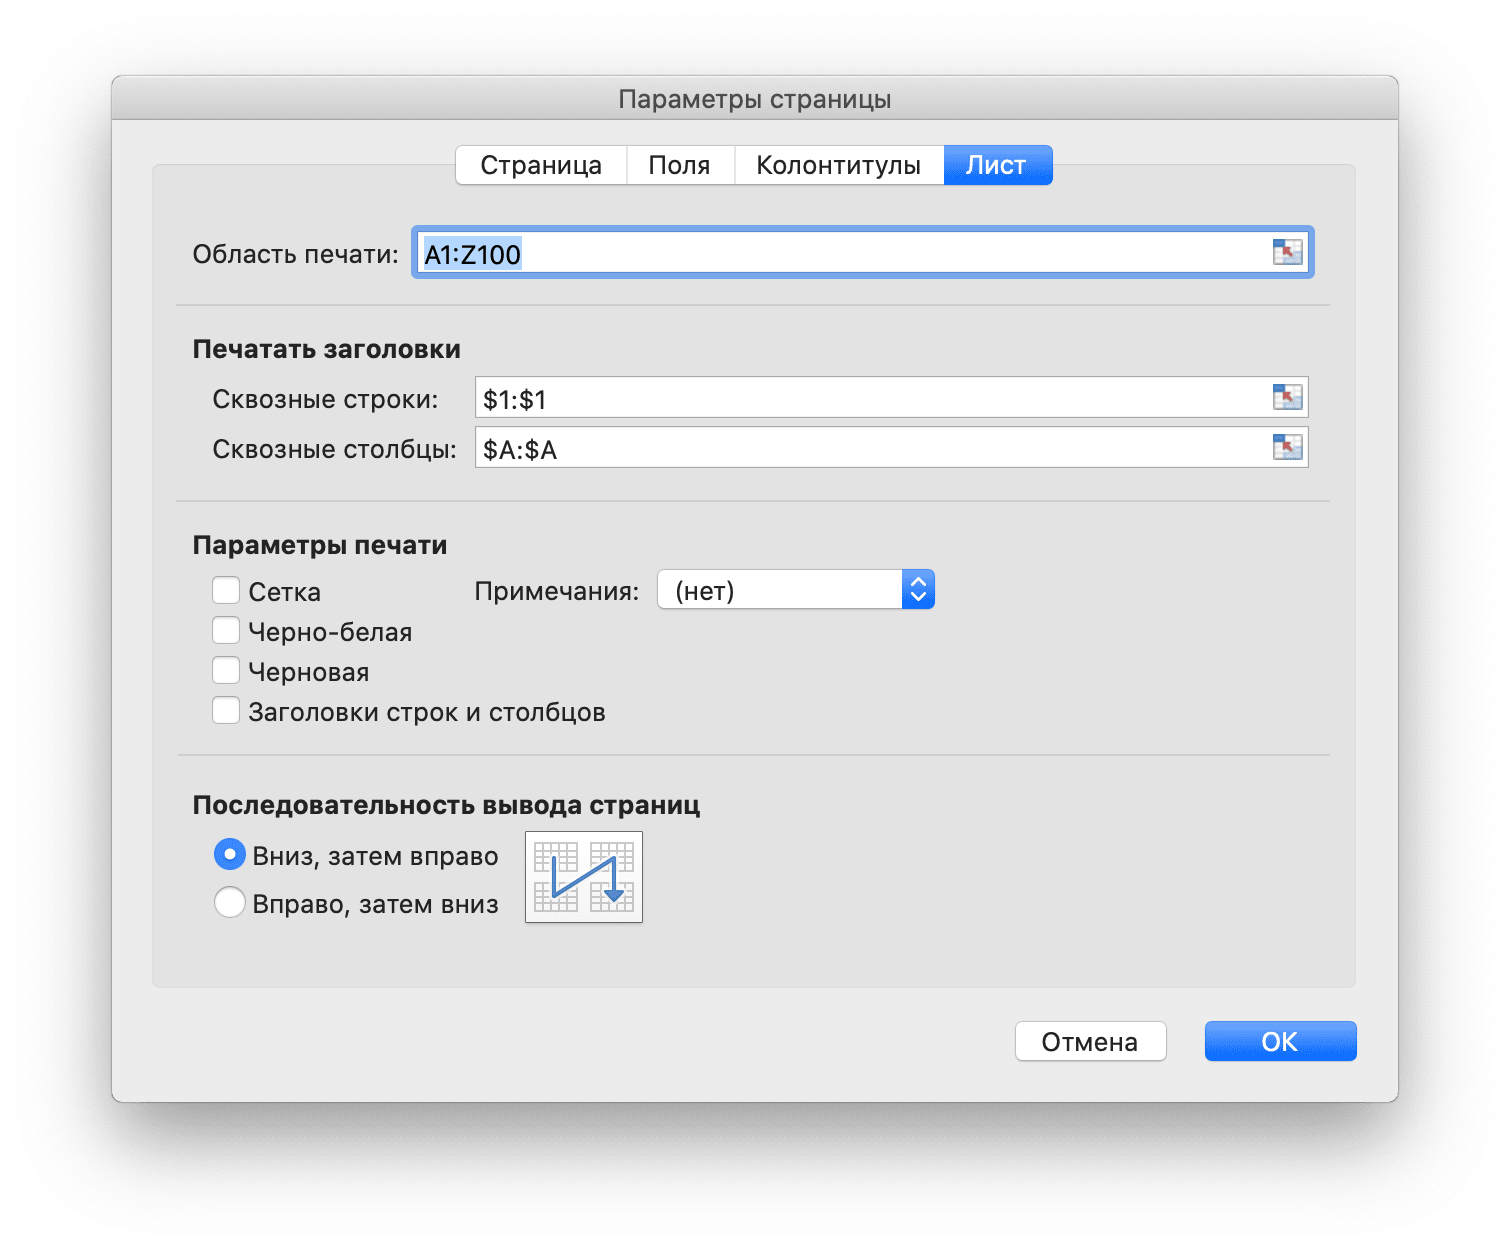 Параметры страницы
Страница Поля Колонтитулы Лист
Область печати: A1:Z100
Печатать заголовки
Сквозные строки: $1:$1
Сквозные столбцы: $A:$A
Параметры печати
Сетка Примечания: (нет)
Черно-белая
Черновая
Заголовки строк и столбцов
Последовательность вывода страниц
Вниз, затем вправо
Вправо, затем вниз
Отмена ОК